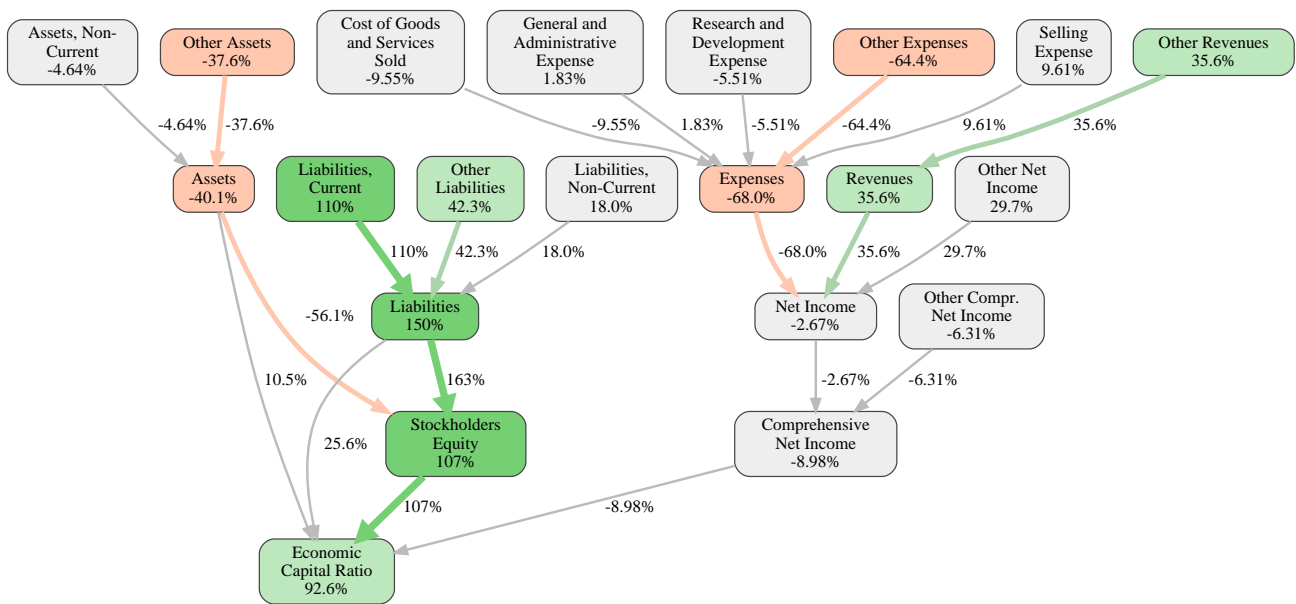 Assets, Non-
Current
-4.64%
Other Assets
-37.6%
Cost of Goods
and Services
Sold
-9.55%
General and
Administrative
Expense
1.83%
Research and
Development
Expense
-5.51%
Other Expenses
-64.4%
Selling
Expense
9.61%
Other Revenues
35.6%
-4.64%
-37.6%
-9.55%
1.83%
-5.51%
-64.4%
9.61%
35.6%
Assets
-40.1%
Liabilities,
Current
110%
Other
Liabilities
42.3%
Liabilities,
Non-Current
18.0%
Expenses
-68.0%
Revenues
35.6%
Other Net
Income
29.7%
110%
42.3%
18.0%
-68.0%
35.6%
29.7%
Liabilities
150%
Net Income
-2.67%
Other Compr.
Net Income
-6.31%
-56.1%
10.5%
163%
-2.67%
-6.31%
Stockholders
Equity
107%
Comprehensive
Net Income
-8.98%
25.6%
107%
-8.98%
Economic
Capital Ratio
92.6%